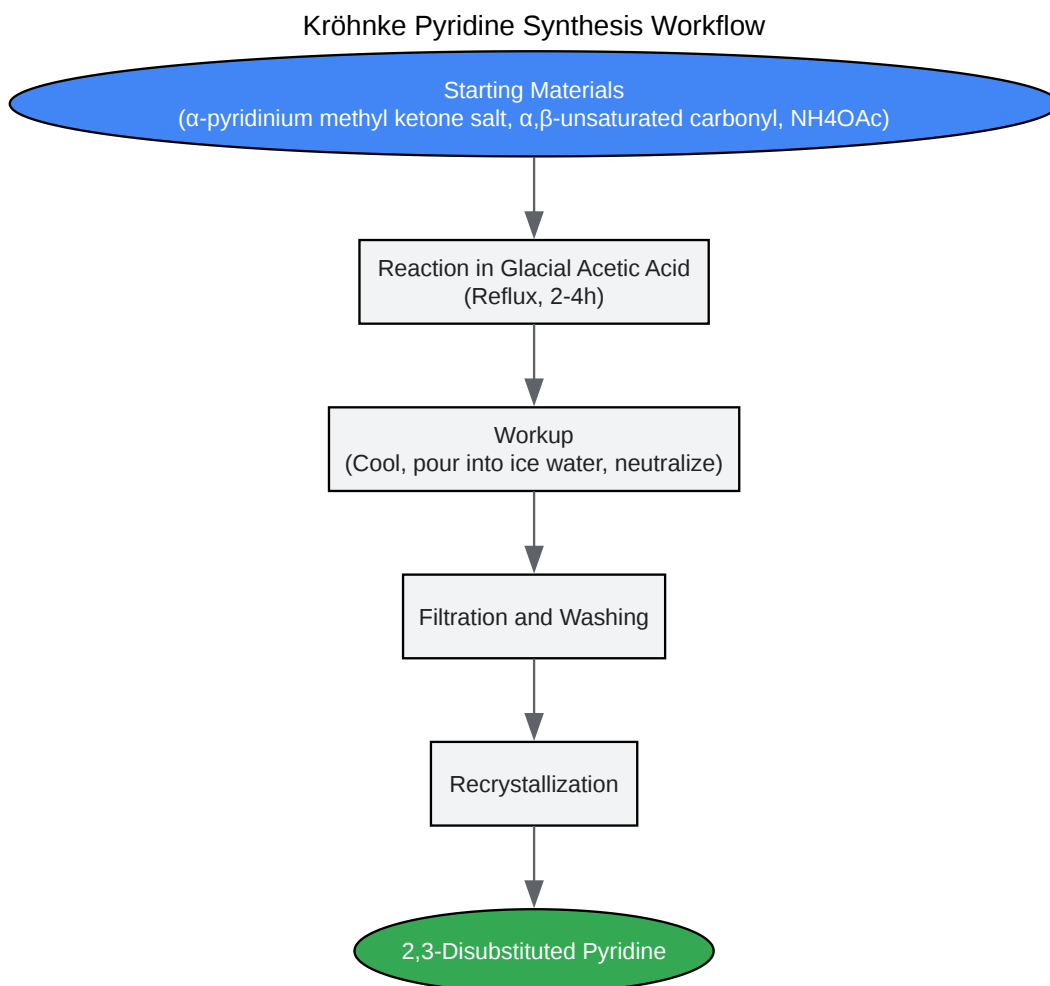 Kröhnke Pyridine Synthesis Workflow
Starting Materials
(α-pyridinium methyl ketone salt, α,β-unsaturated carbonyl, NH4OAc)
Reaction in Glacial Acetic Acid
(Reflux, 2-4h)
Workup
(Cool, pour into ice water, neutralize)
Filtration and Washing
Recrystallization
2,3-Disubstituted Pyridine